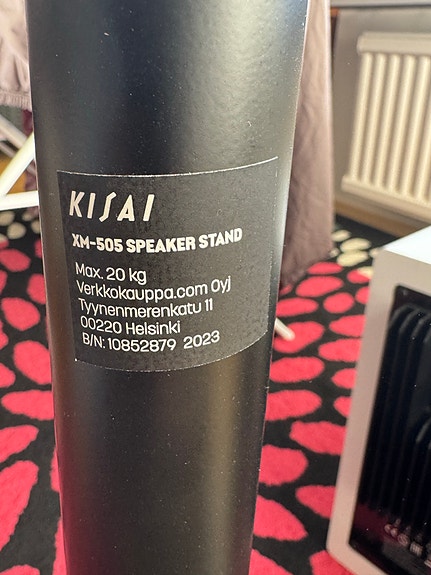 KISAI
XM-505 SPEAKER STAND
Max. 20 kg
Verkkokauppa.com Oyj
Tyynenmerenkatu 11
00220 Helsinki
B/N: 10852879 2023